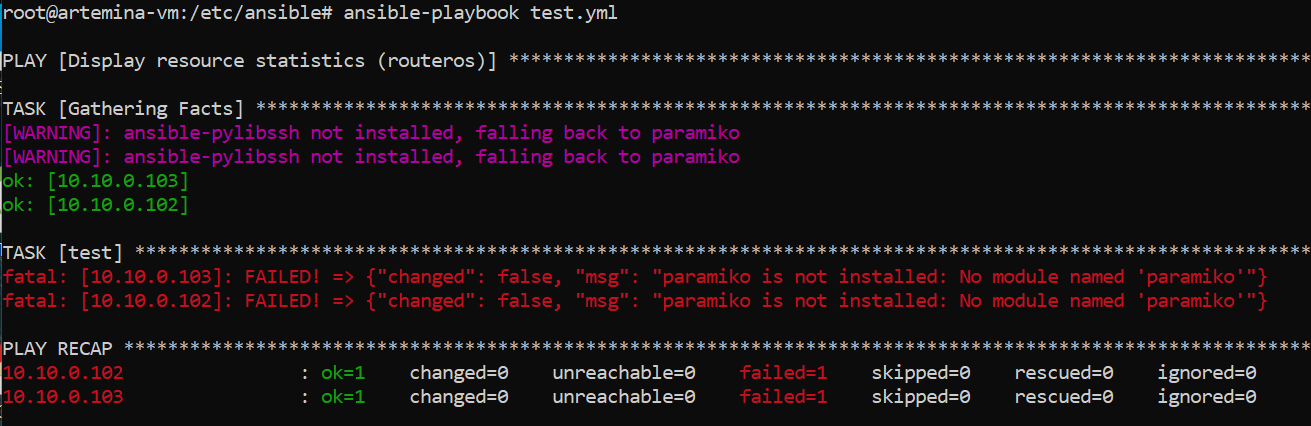 root@artemina-vm:/etc/ansible# ansible-playbook test.yml
PLAY [Display resource statistics (routeros)] *************************************************************************
TASK [Gathering Facts] ************************************************************************************************
[WARNING]: ansible-pylibssh not installed, falling back to paramiko
[WARNING]: ansible-pylibssh not installed, falling back to paramiko
ok: [10.10.0.103]
ok: [10.10.0.102]
TASK [test] ***********************************************************************************************************
fatal: [10.10.0.103]: FAILED! => {"changed": false, "msg": "paramiko is not installed: No module named 'paramiko'"}
fatal: [10.10.0.102]: FAILED! => {"changed": false, "msg": "paramiko is not installed: No module named 'paramiko'"}
PLAY RECAP ************************************************************************************************************
10.10.0.102                : ok=1    changed=0    unreachable=0    failed=1    skipped=0    rescued=0    ignored=0
10.10.0.103                : ok=1    changed=0    unreachable=0    failed=1    skipped=0    rescued=0    ignored=0